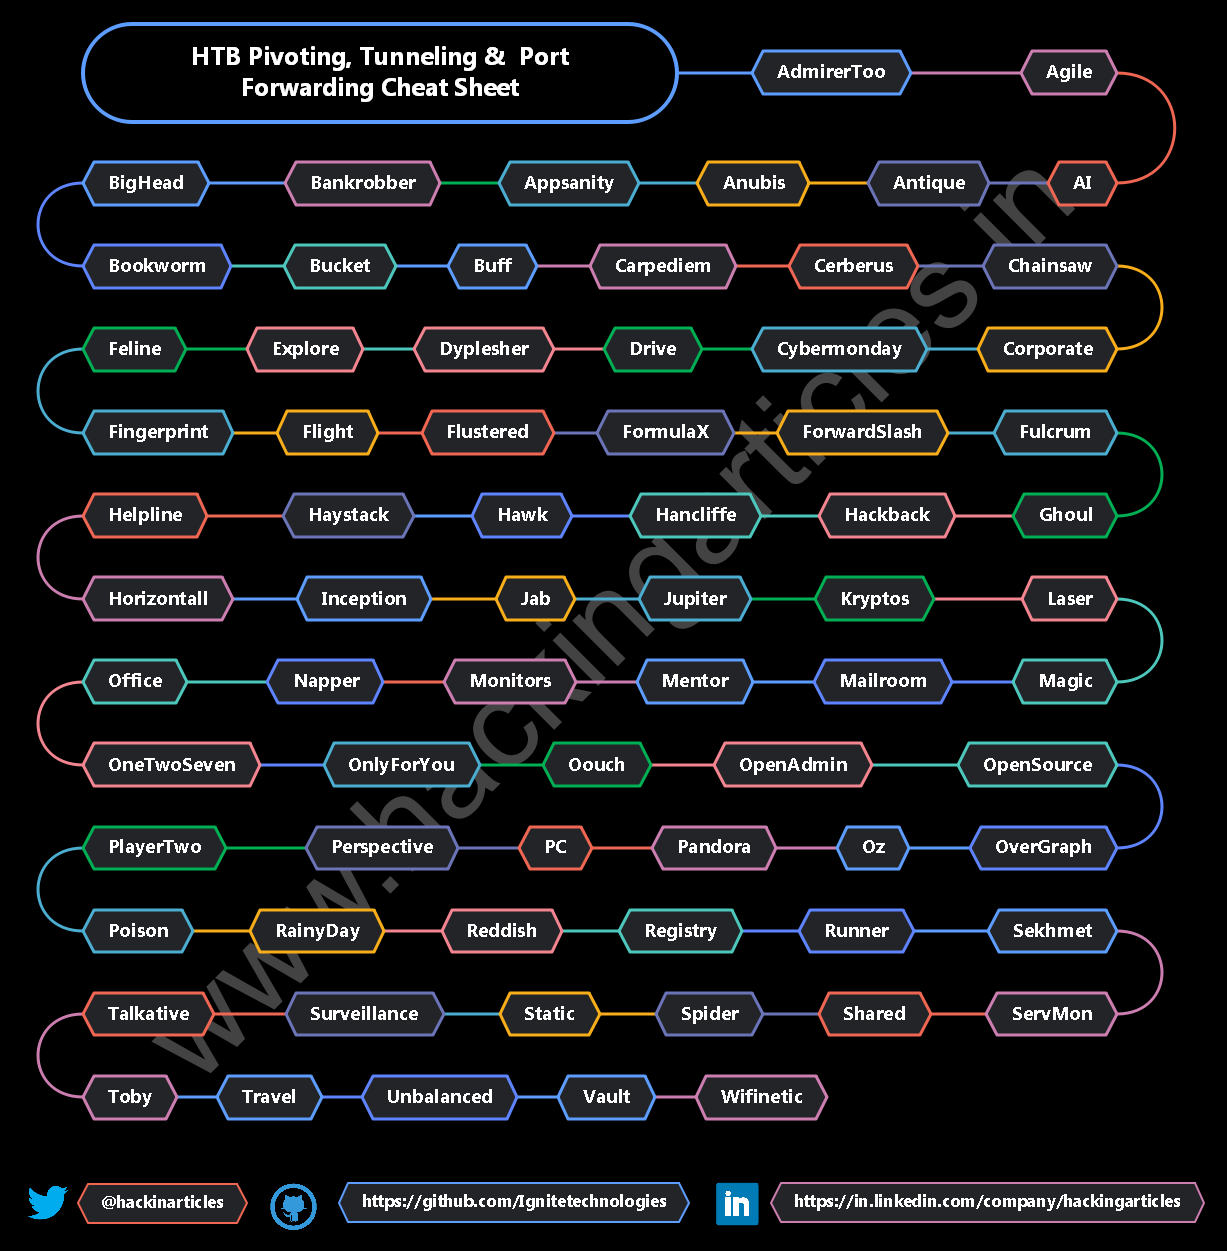 HTB Pivoting, Tunneling & Port
Forwarding Cheat Sheet
AdmirerToo Agile
BigHead Bankrobber Appsanity Anubis Antique AI
Bookworm Bucket Buff Carpediem Cerberus Chainsaw
Feline Explore Dyplesher Drive Cybermonday Corporate
Fingerprint Flight Flustered FormulaX ForwardSlash Fulcrum
Helpline Haystack Hawk Hancliffe Hackback Ghoul
Horizontall Inception Jab Jupiter Kryptos Laser
Office Napper Monitors Mentor Mailroom Magic
OneTwoSeven OnlyForYou Oouch OpenAdmin OpenSource
PlayerTwo Perspective PC Pandora Oz OverGraph
Poison RainyDay Reddish Registry Runner Sekhmet
Talkative Surveillance Static Spider Shared ServMon
Toby Travel Unbalanced Vault Wifinetic
www.hackingarticles.in
@hackinarticles https://github.com/Ignitetechnologies in https://in.linkedin.com/company/hackingarticles